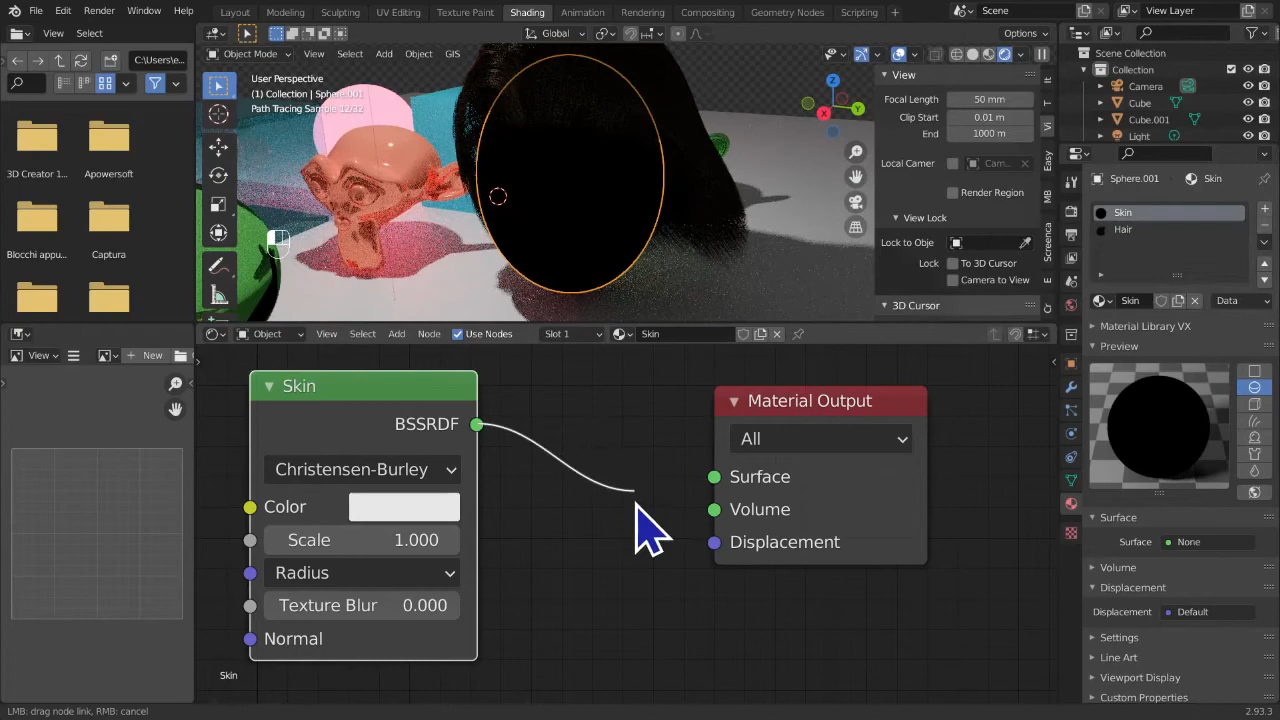 File Edit Render Window Help Layout Modeling Sculpting UV Editing Texture Paint Shading Animation Rendering Compositing Geometry Nodes Scripting + Scene View Layer
View Select Global Options
C:\Users\e...
Object Mode View Select Add Object GIS
User Perspective
(1) Collection | Sphere.001
Path Tracing Sample 12/32
3D Creator 1...
Apowersoft
Blocchi appu...
Captura
Z
Y
X
View
Focal Length 50 mm
Clip Start 0.01 m
End 1000 m
Local Camer Cam...
Render Region
View Lock
Lock to Obje
Lock To 3D Cursor
Camera to View
3D Cursor
Vi
Easy
MB
Screenca
Scene Collection
Collection
Camera
Cube
Cube.001
Light
Sphere.001 Skin
Skin
Hair
Skin Data
Material Library VX
Preview
Surface
Surface None
Volume
Displacement
Displacement Default
Settings
Line Art
Viewport Display
Custom Properties
View New
Object View Select Add Node Use Nodes Slot 1 Skin
Skin
BSSRDF
Christensen-Burley
Color
Scale 1.000
Radius
Texture Blur 0.000
Normal
Material Output
All
Surface
Volume
Displacement
Skin
LMB: drag node link, RMB: cancel
2.93.3